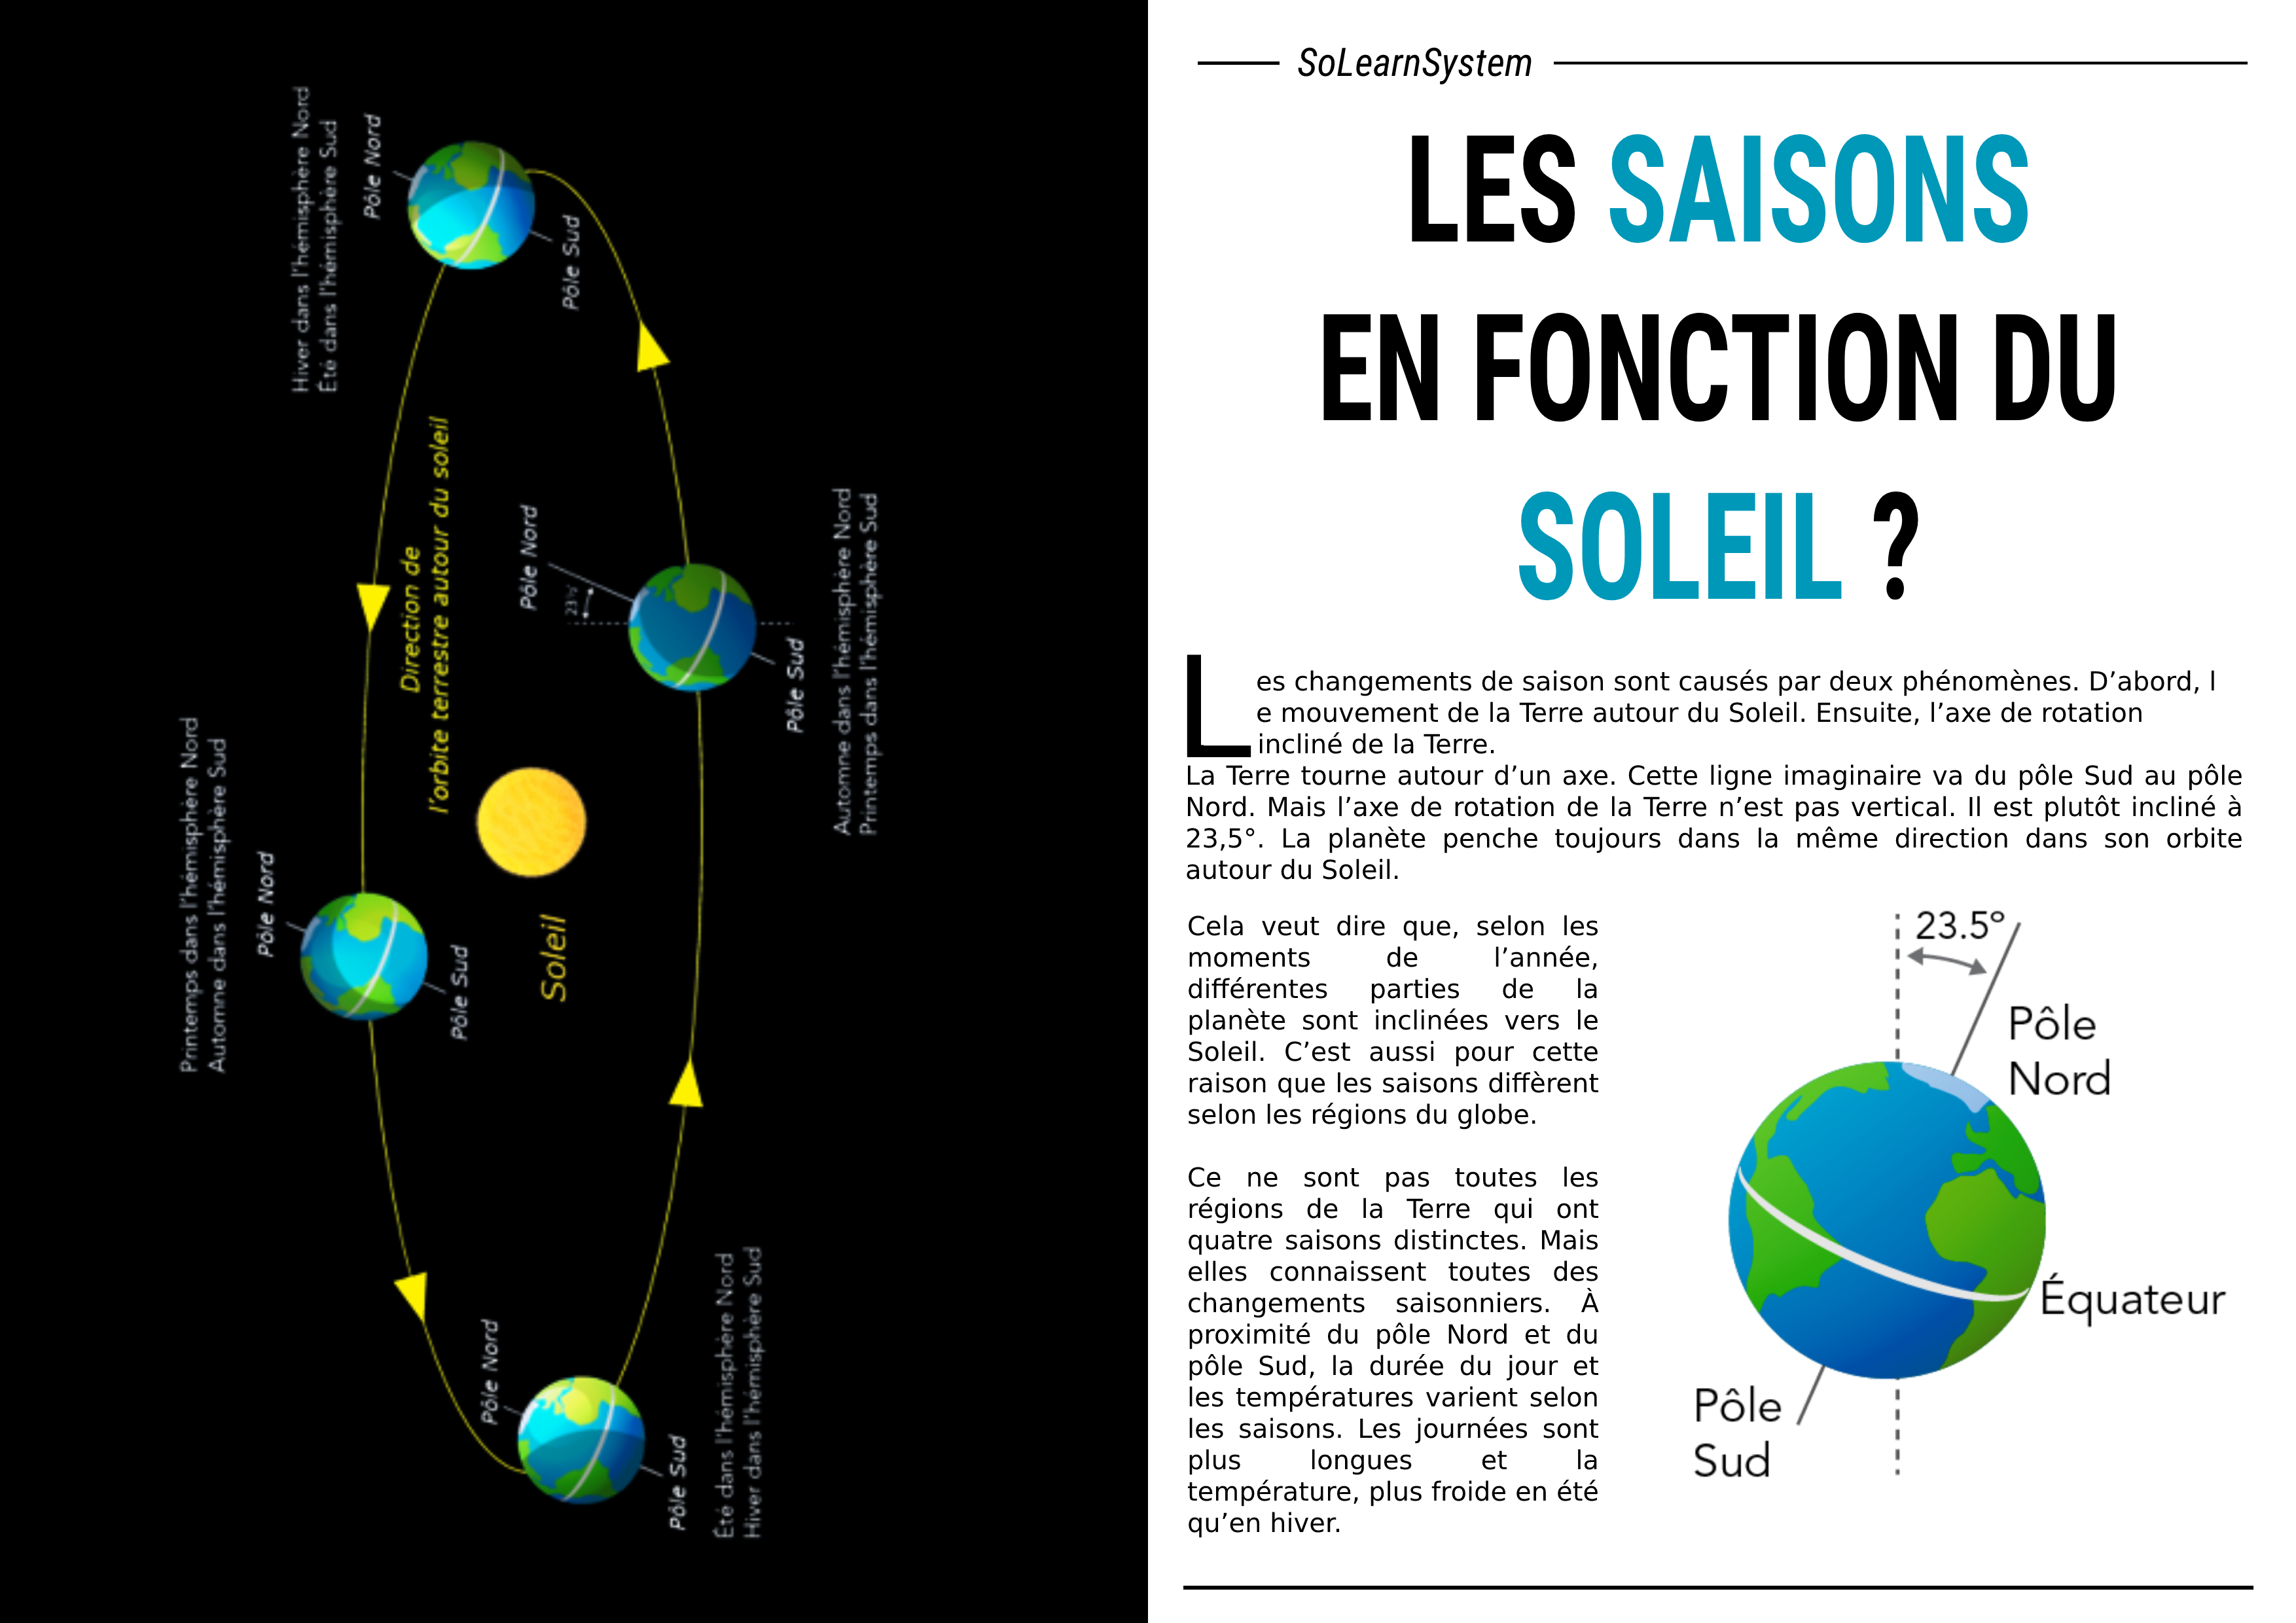 Hiver dans l'hémisphère Nord
Été dans l'hémisphère Sud
Pôle Nord
Pôle Sud
Direction de
l'orbite terrestre autour du soleil
Pôle Nord
23½°
Pôle Sud
Automne dans l'hémisphère Nord
Printemps dans l'hémisphère Sud
Printemps dans l'hémisphère Nord
Automne dans l'hémisphère Sud
Pôle Nord
Pôle Sud
Soleil
Pôle Nord
Pôle Sud
Été dans l'hémisphère Nord
Hiver dans l'hémisphère Sud
SoLearnSystem
LES SAISONS
EN FONCTION DU
SOLEIL ?
Les changements de saison sont causés par deux phénomènes. D’abord, l
e mouvement de la Terre autour du Soleil. Ensuite, l’axe de rotation
incliné de la Terre.
La Terre tourne autour d’un axe. Cette ligne imaginaire va du pôle Sud au pôle
Nord. Mais l’axe de rotation de la Terre n’est pas vertical. Il est plutôt incliné à
23,5°. La planète penche toujours dans la même direction dans son orbite
autour du Soleil.
Cela veut dire que, selon les
moments de l’année,
différentes parties de la
planète sont inclinées vers le
Soleil. C’est aussi pour cette
raison que les saisons diffèrent
selon les régions du globe.
Ce ne sont pas toutes les
régions de la Terre qui ont
quatre saisons distinctes. Mais
elles connaissent toutes des
changements saisonniers. À
proximité du pôle Nord et du
pôle Sud, la durée du jour et
les températures varient selon
les saisons. Les journées sont
plus longues et la
température, plus froide en été
qu’en hiver.
23.5°
Pôle
Nord
Équateur
Pôle
Sud